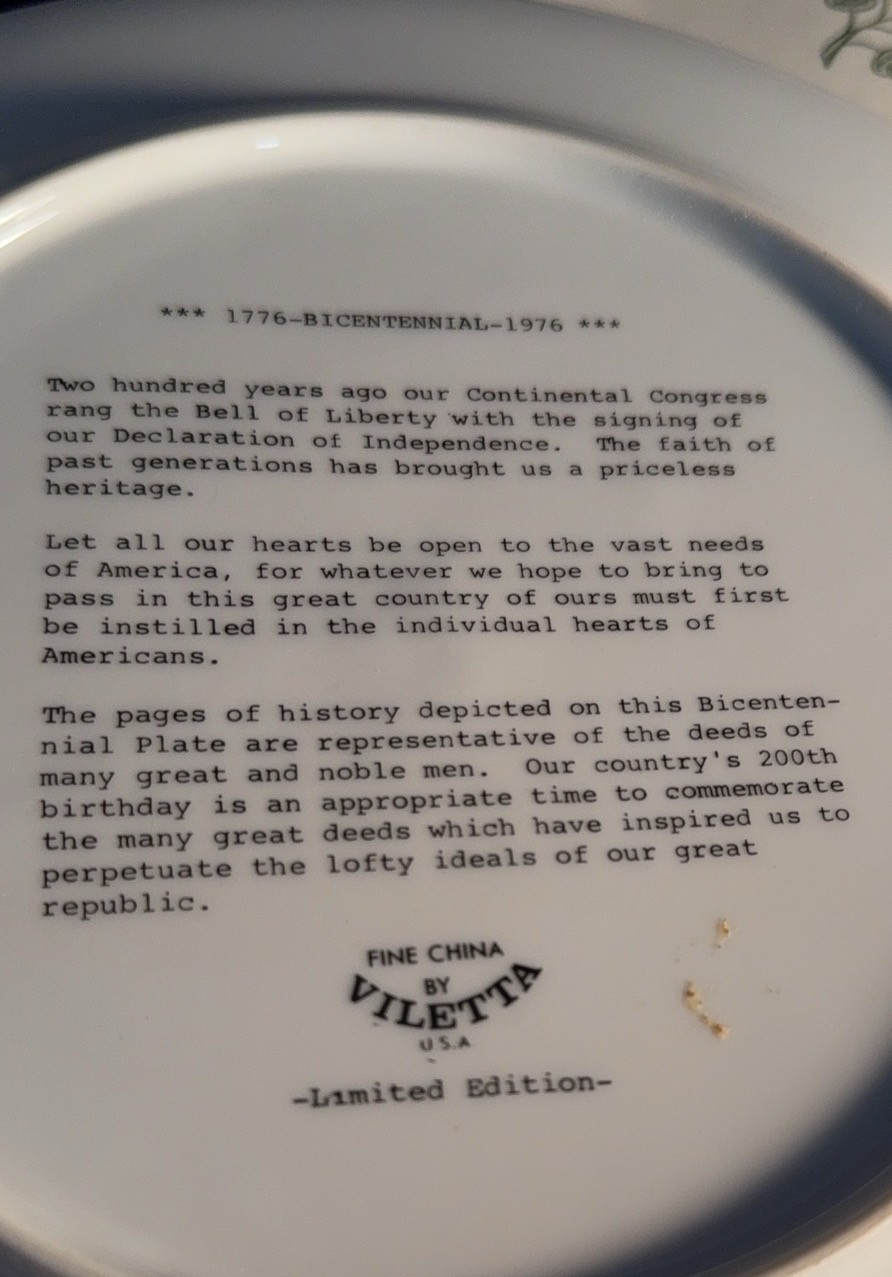 *** 1776-BICENTENNIAL-1976 ***
Two hundred years ago our Continental Congress
rang the Bell of Liberty with the signing of
our Declaration of Independence. The faith of
past generations has brought us a priceless
heritage.
Let all our hearts be open to the vast needs
of America, for whatever we hope to bring to
pass in this great country of ours must first
be instilled in the individual hearts of
Americans.
The pages of history depicted on this Bicenten-
nial Plate are representative of the deeds of
many great and noble men. Our country's 200th
birthday is an appropriate time to commemorate
the many great deeds which have inspired us to
perpetuate the lofty ideals of our great
republic.
FINE CHINA
BY
VILETTA
U.S.A
-Limited Edition-